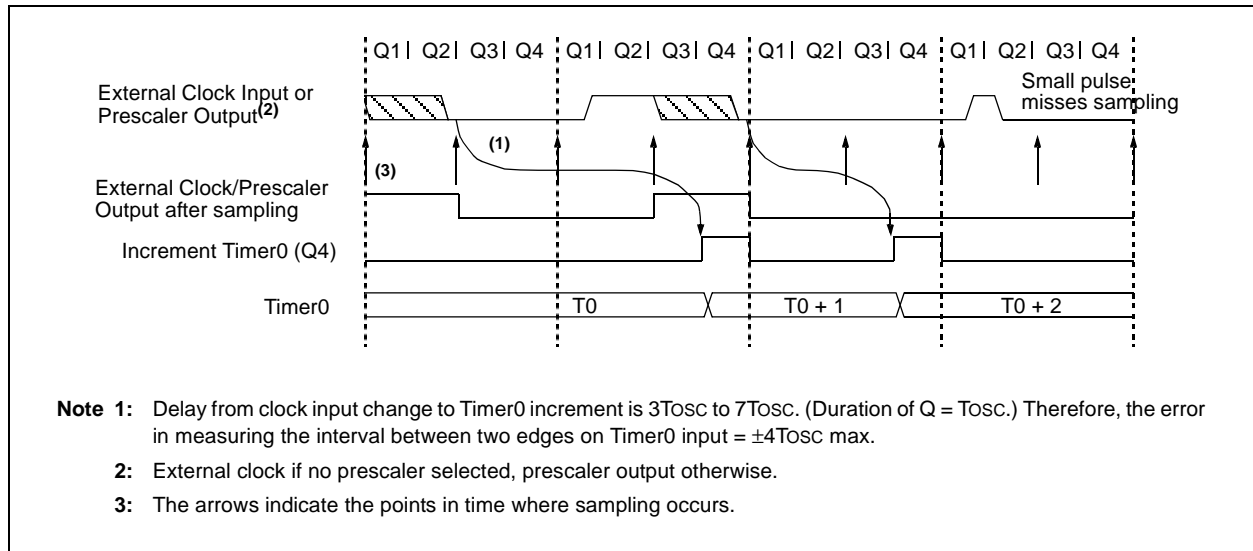 Q1| Q2| Q3| Q4 Q1| Q2| Q3| Q4 Q1| Q2| Q3| Q4 Q1| Q2| Q3| Q4
External Clock Input or
Prescaler Output(2)
Small pulse
misses sampling
(1)
(3)
External Clock/Prescaler
Output after sampling
Increment Timer0 (Q4)
Timer0
T0 T0 + 1 T0 + 2
Note 1: Delay from clock input change to Timer0 increment is 3TOSC to 7TOSC. (Duration of Q = TOSC.) Therefore, the error
in measuring the interval between two edges on Timer0 input = ±4TOSC max.
2: External clock if no prescaler selected, prescaler output otherwise.
3: The arrows indicate the points in time where sampling occurs.